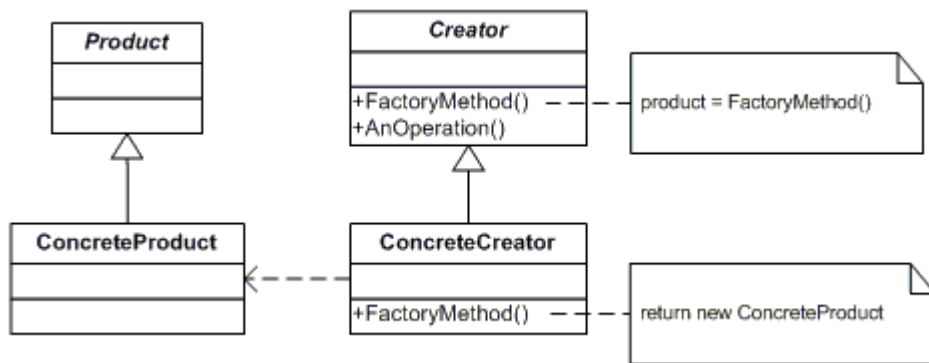 Product
Creator
+FactoryMethod()
+AnOperation()
product = FactoryMethod()
ConcreteProduct
ConcreteCreator
+FactoryMethod()
return new ConcreteProduct